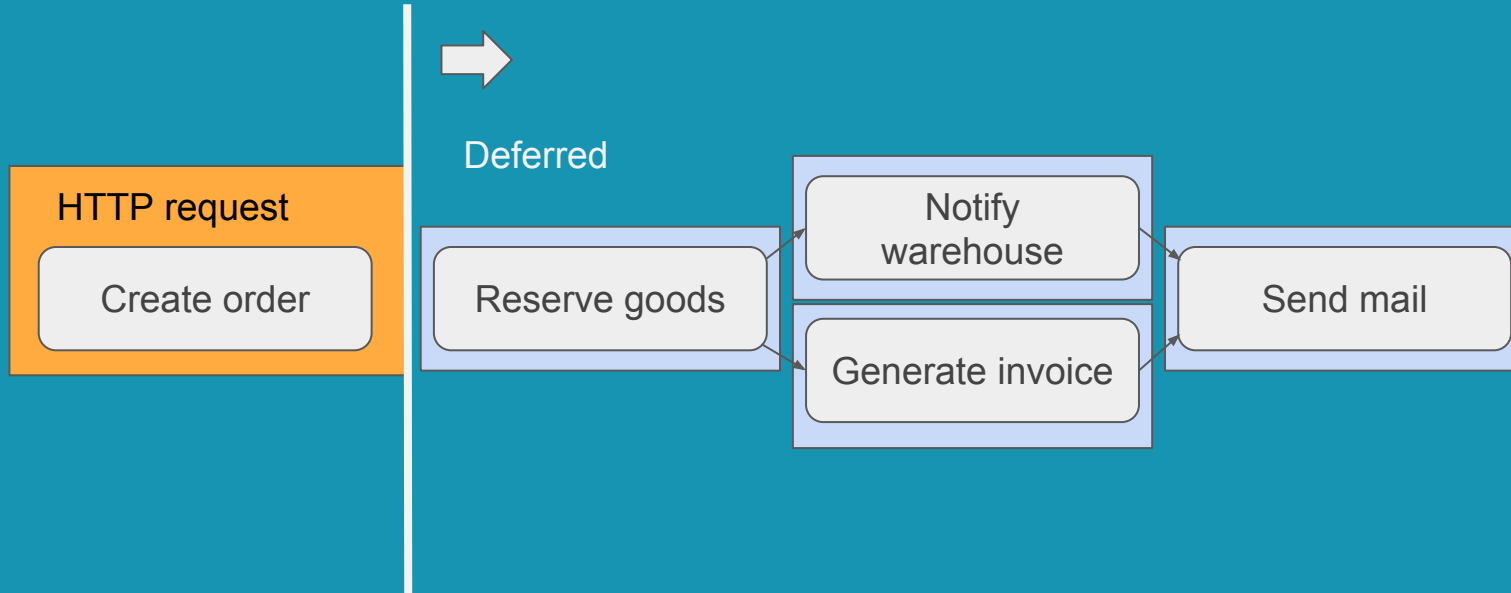 HTTP request
Create order
Deferred
Reserve goods
Notify
warehouse
Generate invoice
Send mail